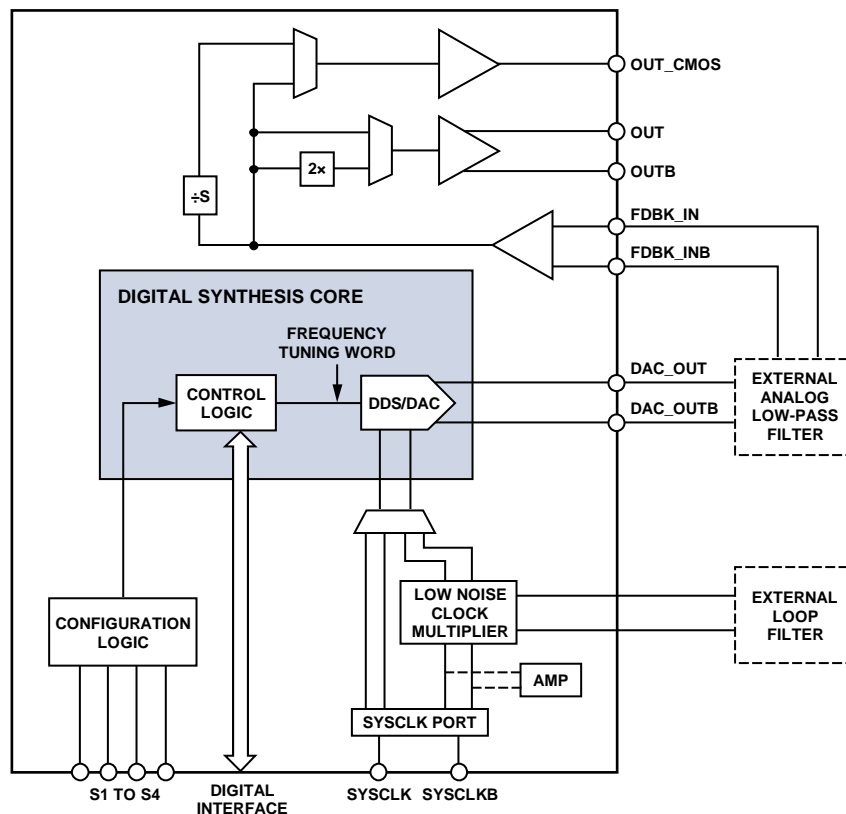 OUT_CMOS
OUT
2×
OUTB
÷S
FDBK_IN
FDBK_INB
DIGITAL SYNTHESIS CORE
FREQUENCY
TUNING WORD
DAC_OUT
CONTROL
LOGIC
DDS/DAC
DAC_OUTB
EXTERNAL
ANALOG
LOW-PASS
FILTER
LOW NOISE
CLOCK
MULTIPLIER
EXTERNAL
LOOP
FILTER
CONFIGURATION
LOGIC
AMP
SYSCLK PORT
S1 TO S4
DIGITAL
INTERFACE
SYSCLK
SYSCLKB